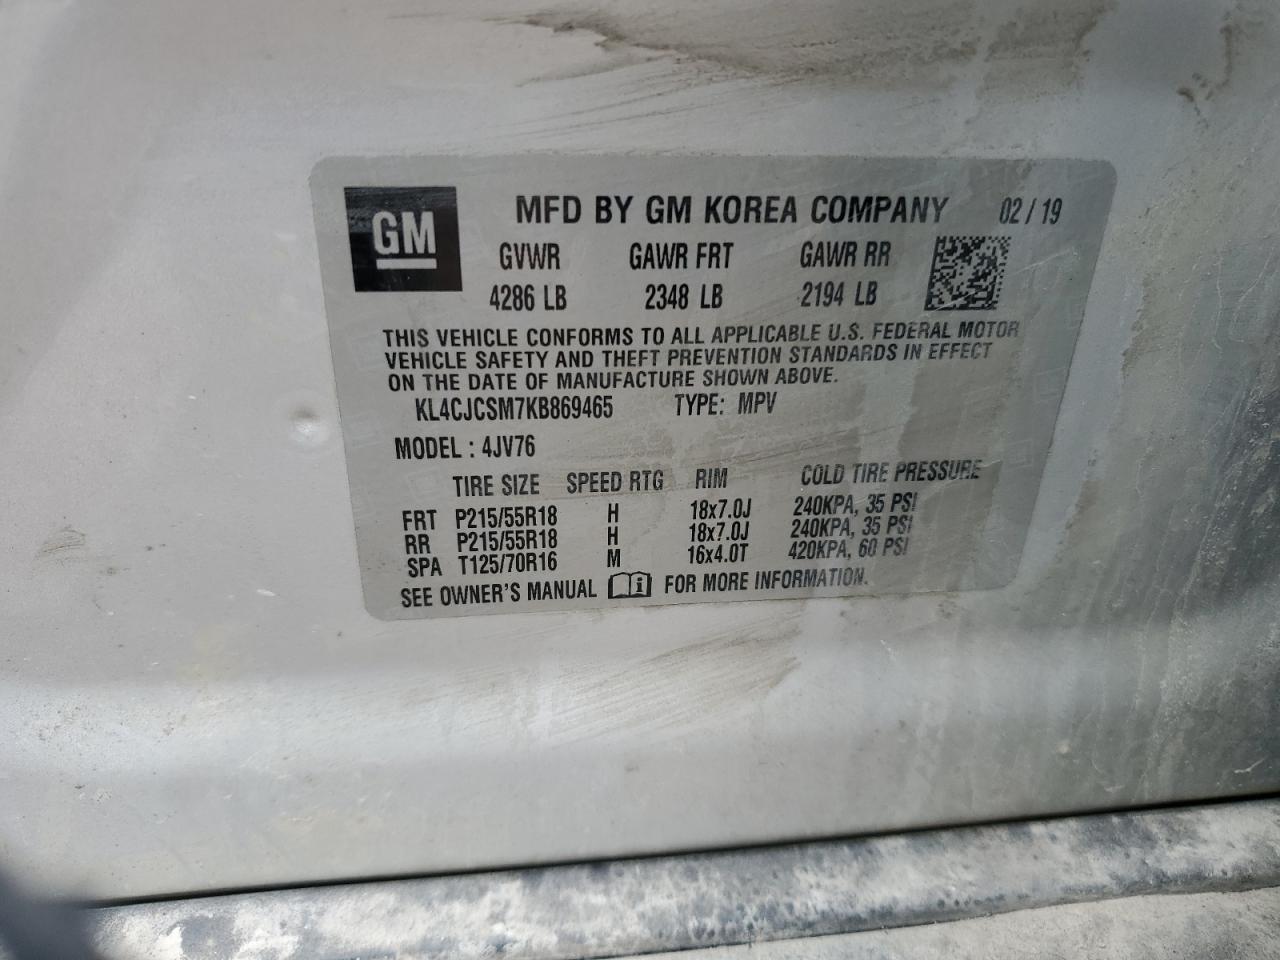 GM
MFD BY GM KOREA COMPANY 02 / 19
GVWR GAWR FRT GAWR RR
4286 LB 2348 LB 2194 LB
THIS VEHICLE CONFORMS TO ALL APPLICABLE U.S. FEDERAL MOTOR
VEHICLE SAFETY AND THEFT PREVENTION STANDARDS IN EFFECT
ON THE DATE OF MANUFACTURE SHOWN ABOVE.
KL4CJCSM7KB869465 TYPE: MPV
MODEL : 4JV76
TIRE SIZE SPEED RTG RIM COLD TIRE PRESSURE
FRT P215/55R18 H 18x7.0J 240KPA, 35 PSI
RR P215/55R18 H 18x7.0J 240KPA, 35 PSI
SPA T125/70R16 M 16x4.0T 420KPA, 60 PSI
SEE OWNER'S MANUAL i FOR MORE INFORMATION.